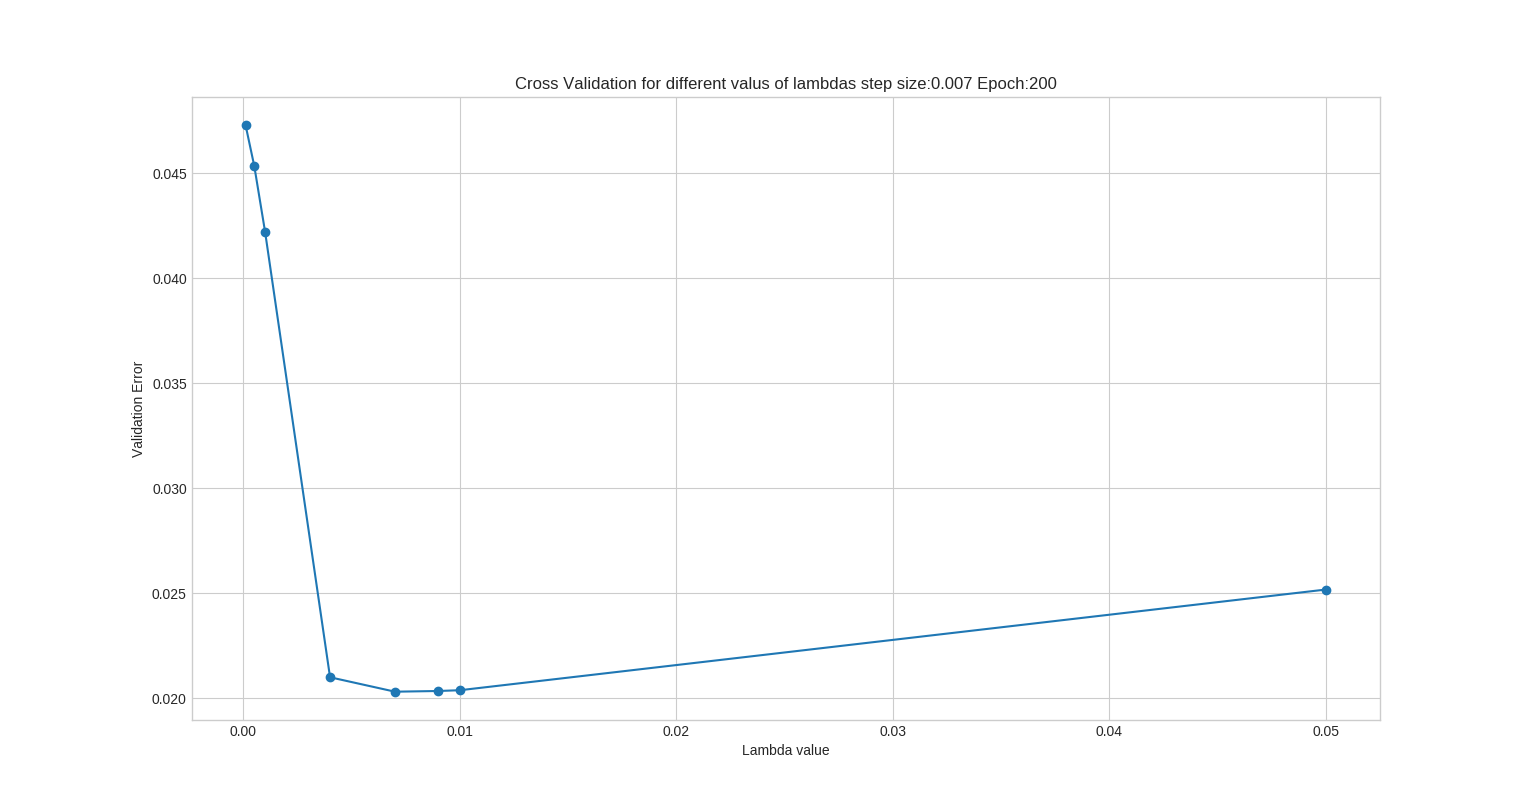 Cross Validation for different valus of lambdas step size:0.007 Epoch:200
0.045
0.040
0.035
0.030
0.025
0.020
Validation Error
0.00 0.01 0.02 0.03 0.04 0.05
Lambda value